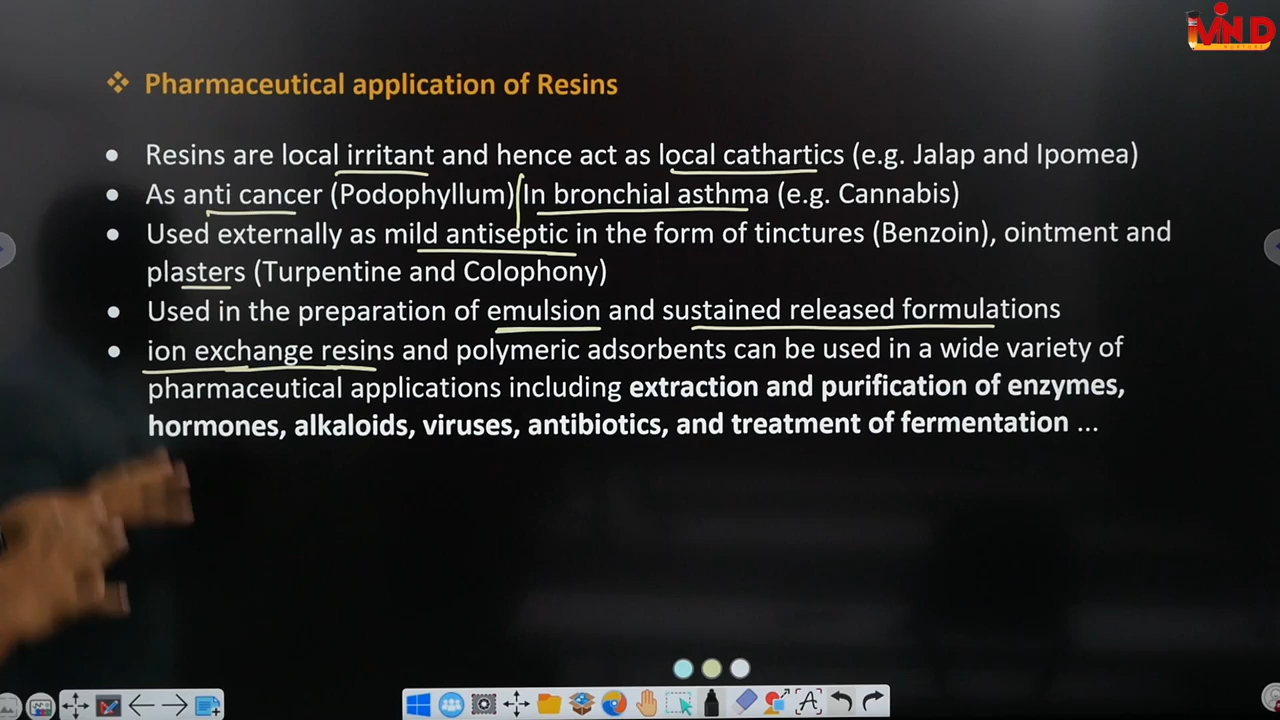 MIND
❖ Pharmaceutical application of Resins
• Resins are local irritant and hence act as local cathartics (e.g. Jalap and Ipomea)
• As anti cancer (Podophyllum) In bronchial asthma (e.g. Cannabis)
• Used externally as mild antiseptic in the form of tinctures (Benzoin), ointment and
plasters (Turpentine and Colophony)
• Used in the preparation of emulsion and sustained released formulations
• ion exchange resins and polymeric adsorbents can be used in a wide variety of
pharmaceutical applications including extraction and purification of enzymes,
hormones, alkaloids, viruses, antibiotics, and treatment of fermentation ...
A